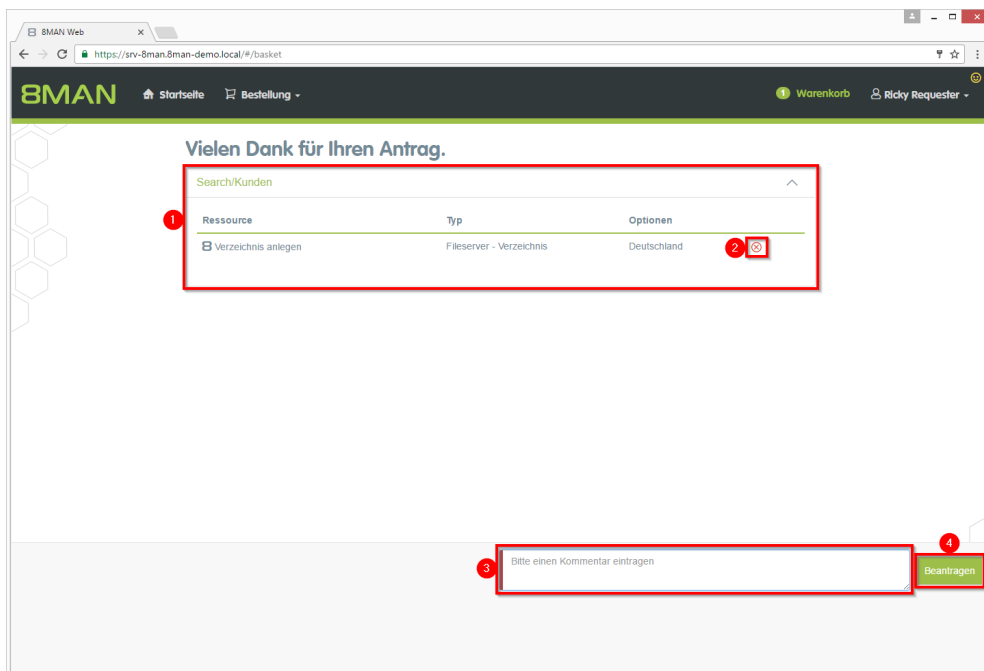 8MAN Web
https://srv-8man.8man-demo.local/#/basket
8MAN Startseite Bestellung 1 Warenkorb Ricky Requester
Vielen Dank für Ihren Antrag.
Search/Kunden
1 Ressource Typ Optionen
Verzeichnis anlegen Fileserver - Verzeichnis Deutschland 2
4
3 Bitte einen Kommentar eintragen
Beantragen